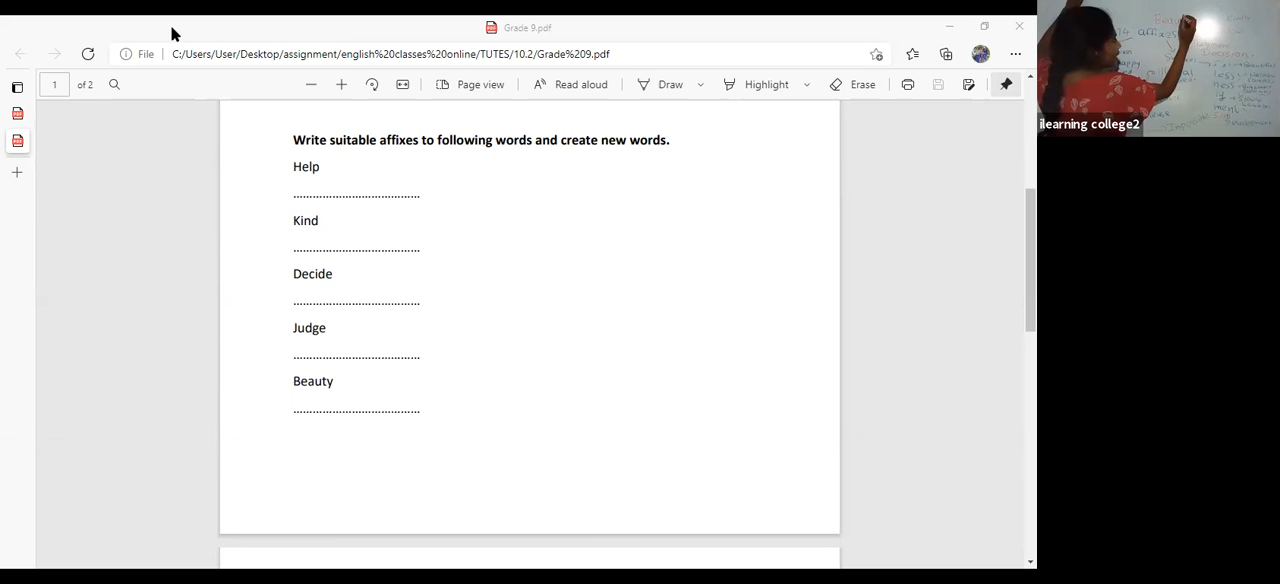 Grade 9.pdf
File
C:/Users/User/Desktop/assignment/english%20classes%20online/TUTES/10.2/Grade%209.pdf
1 of 2
Page view
Read aloud
Draw
Highlight
Erase
ilearning college2
Write suitable affixes to following words and create new words.
Help
..........................................
Kind
..........................................
Decide
..........................................
Judge
..........................................
Beauty
..........................................